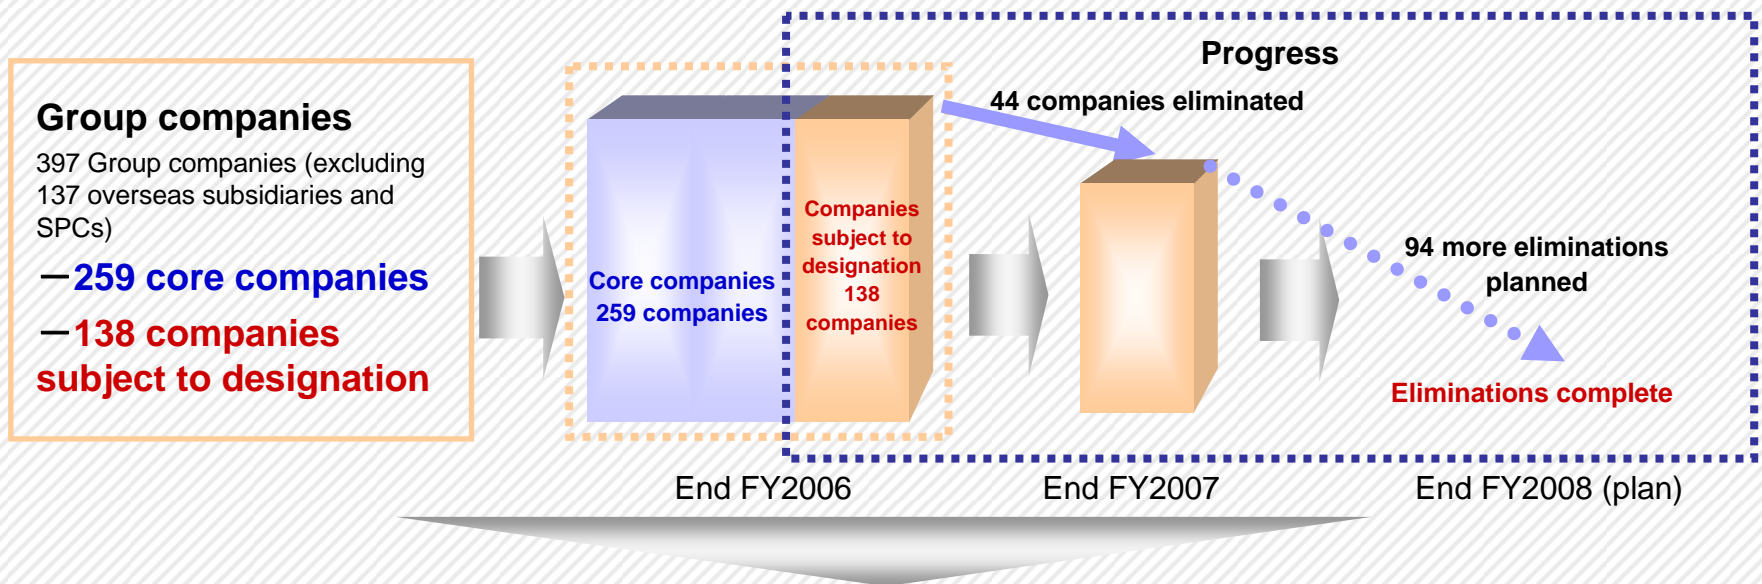 Group companies
397 Group companies (excluding
137 overseas subsidiaries and
SPCs)
—259 core companies
—138 companies
subject to designation
Core companies
259 companies
Companies
subject to
designation
138
companies
Progress
44 companies eliminated
94 more eliminations
planned
Eliminations complete
End FY2006
End FY2007
End FY2008 (plan)